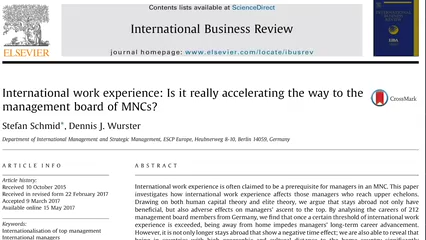 Contents lists available at ScienceDirect
International Business Review
journal homepage: www.elsevier.com/locate/ibusrev
ELSEVIER
International work experience: Is it really accelerating the way to the
management board of MNCs?
CrossMark
Stefan Schmid*, Dennis J. Wurster
Department of International Management and Strategic Management, ESCP Europe, Heubnerweg 8-10, Berlin 14059, Germany
ARTICLE INFO
Article history:
Received 10 October 2015
Received in revised form 22 February 2017
Accepted 9 March 2017
Available online 15 May 2017
Keywords:
Internationalisation of top management
International managers
ABSTRACT
International work experience is often claimed to be a prerequisite for managers in an MNC. This paper
investigates how international work experience affects those managers who reach upper echelons.
Drawing on both human capital theory and elite theory, we argue that stays abroad not only have
beneficial, but also adverse effects on managers' ascent to the top. By analysing the careers of 212
management board members from Germany, we find that once a certain threshold of international work
experience is exceeded, being away from home impedes managers' long-term career advancement.
However, it is not only longer stays abroad that show a negative time effect; we are also able to reveal that